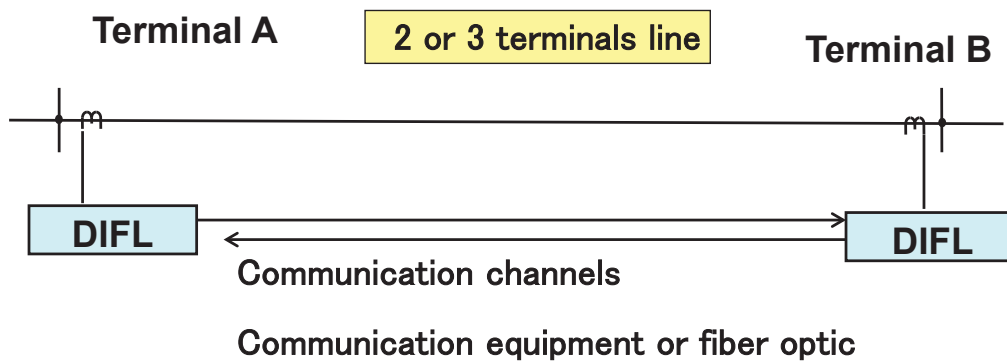 Terminal A
2 or 3 terminals line
Terminal B
DIFL
DIFL
Communication channels
Communication equipment or fiber optic